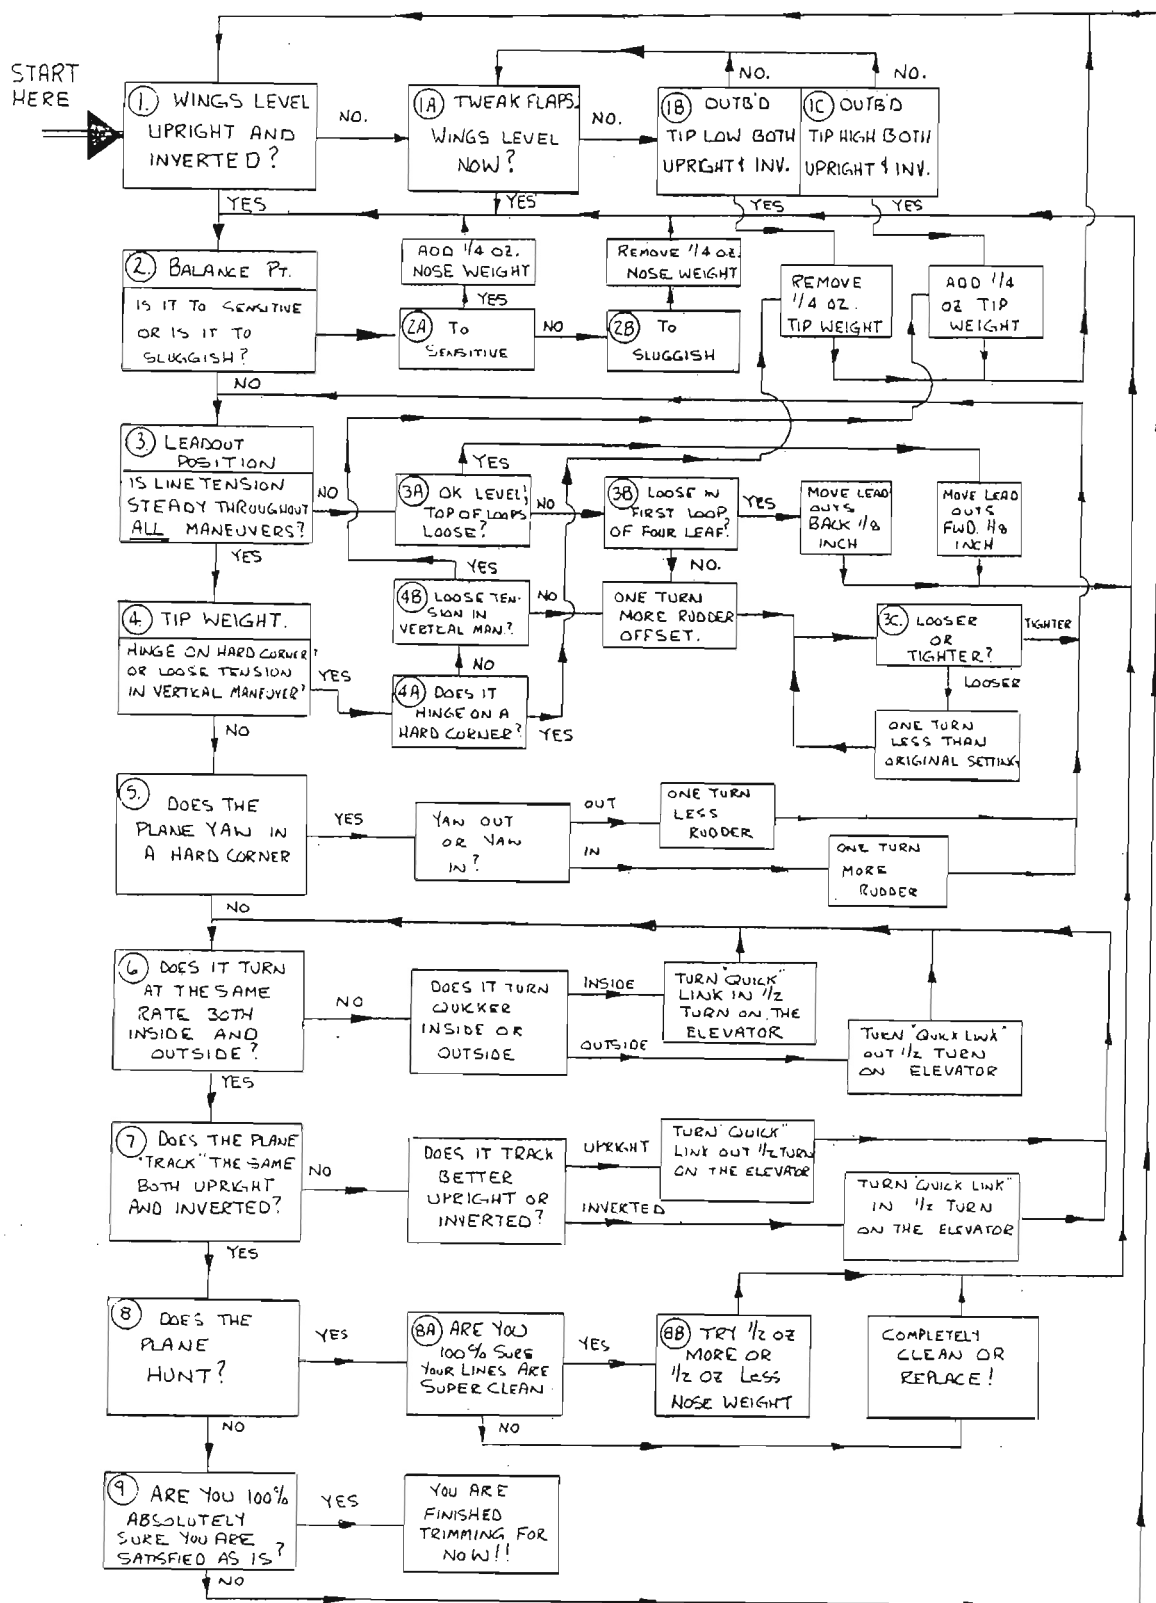 START
HERE
1. WINGS LEVEL
UPRIGHT AND
INVERTED?
NO.
YES
1A TWEAK FLAPS.
WINGS LEVEL
NOW?
NO.
YES
1B OUTB'D
TIP LOW BOTH
UPRIGHT & INV.
NO.
YES
1C OUTB'D
TIP HIGH BOTH
UPRIGHT & INV.
NO.
YES
2. BALANCE PT.
IS IT TO SENSITIVE
OR IS IT TO
SLUGGISH?
NO
ADD 1/4 OZ.
NOSE WEIGHT
YES
2A TO
SENSITIVE
NO
REMOVE 1/4 OZ.
NOSE WEIGHT
2B TO
SLUGGISH
REMOVE
1/4 OZ.
TIP WEIGHT
ADD 1/4
OZ TIP
WEIGHT
3. LEADOUT
POSITION
IS LINE TENSION
STEADY THROUGHOUT
ALL MANEUVERS?
NO
YES
3A OK LEVEL;
TOP OF LOOPS
LOOSE?
YES
NO
3B LOOSE IN
FIRST LOOP
OF FOUR LEAF?
YES
NO.
MOVE LEAD
OUTS
BACK 1/8
INCH
MOVE LEAD
OUTS
FWD. 1/8
INCH
4. TIP WEIGHT.
HINGE ON HARD CORNER?
OR LOOSE TENSION
IN VERTICAL MANEUVER?
YES
NO
4B LOOSE TEN-
SION IN
VERTICAL MAN.?
YES
NO
4A DOES IT
HINGE ON A
HARD CORNER?
NO
YES
ONE TURN
MORE RUDDER
OFFSET.
3C. LOOSER
OR
TIGHTER?
TIGHTER
LOOSER
ONE TURN
LESS THAN
ORIGINAL SETTING
5. DOES THE
PLANE YAW IN
A HARD CORNER
YES
NO
YAW OUT
OR YAW
IN?
OUT
IN
ONE TURN
LESS
RUDDER
ONE TURN
MORE
RUDDER
6 DOES IT TURN
AT THE SAME
RATE BOTH
INSIDE AND
OUTSIDE?
NO
YES
DOES IT TURN
QUICKER
INSIDE OR
OUTSIDE
INSIDE
OUTSIDE
TURN "QUICK"
LINK IN 1/2
TURN ON THE
ELEVATOR
TURN "QUICK LINK"
OUT 1/2 TURN
ON ELEVATOR
7 DOES THE PLANE
"TRACK" THE SAME
BOTH UPRIGHT
AND INVERTED?
NO
YES
DOES IT TRACK
BETTER
UPRIGHT OR
INVERTED?
UPRIGHT
INVERTED
TURN "QUICK"
LINK OUT 1/2 TURN
ON THE ELEVATOR
TURN "QUICK LINK"
IN 1/2 TURN
ON THE ELEVATOR
8 DOES THE
PLANE
HUNT?
YES
NO
8A ARE YOU
100% SURE
YOUR LINES ARE
SUPER CLEAN
YES
NO
8B TRY 1/2 OZ
MORE OR
1/2 OZ LESS
NOSE WEIGHT
COMPLETELY
CLEAN OR
REPLACE!
9 ARE YOU 100%
ABSOLUTELY
SURE YOU ARE
SATISFIED AS IS?
YES
NO
YOU ARE
FINISHED
TRIMMING FOR
NOW!!